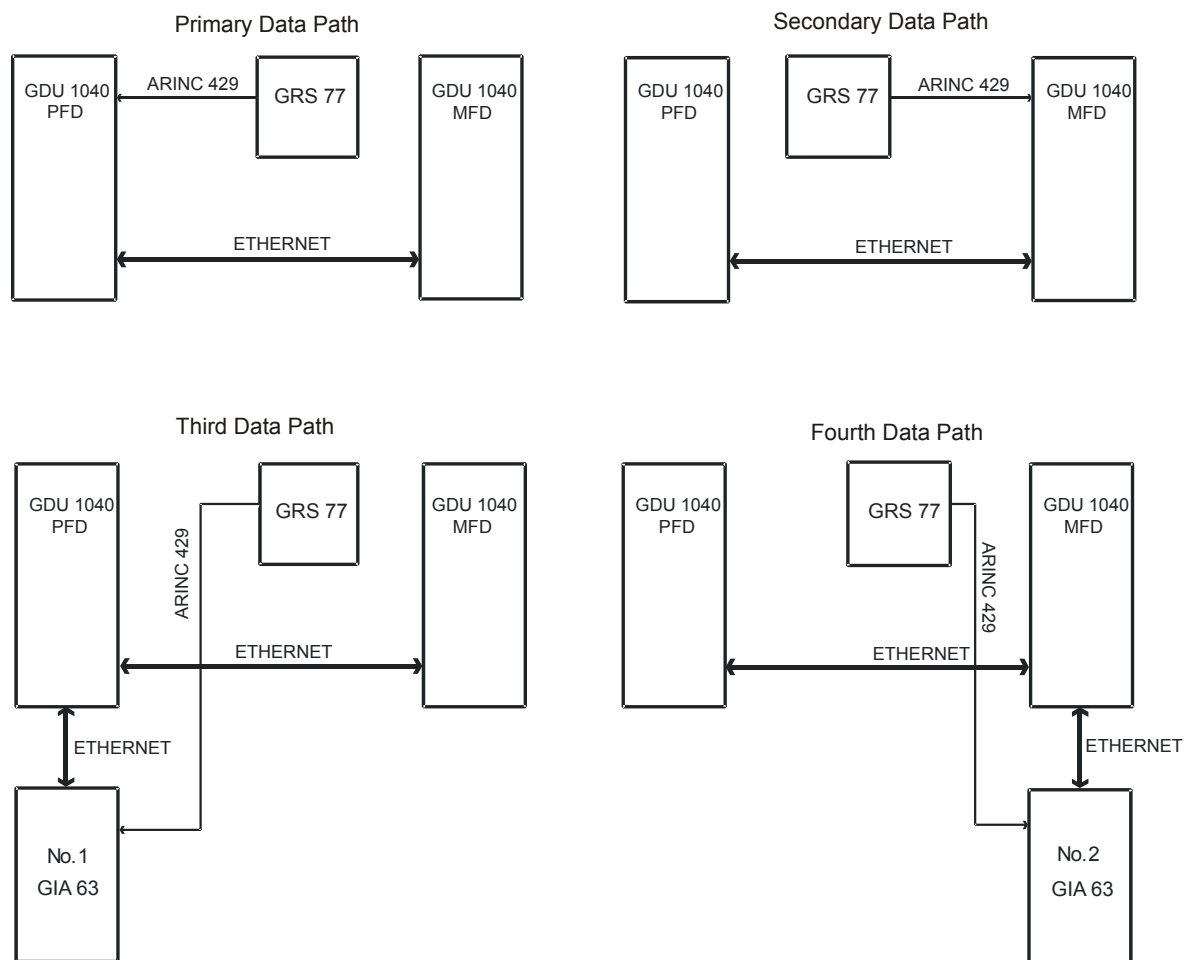 Primary Data Path
GDU 1040
PFD
ARINC 429
GRS 77
GDU 1040
MFD
ETHERNET
Secondary Data Path
GDU 1040
PFD
GRS 77
ARINC 429
GDU 1040
MFD
ETHERNET
Third Data Path
GDU 1040
PFD
ARINC 429
GRS 77
GDU 1040
MFD
ETHERNET
ETHERNET
No. 1
GIA 63
Fourth Data Path
GDU 1040
PFD
GRS 77
ARINC 429
GDU 1040
MFD
ETHERNET
ETHERNET
No. 2
GIA 63